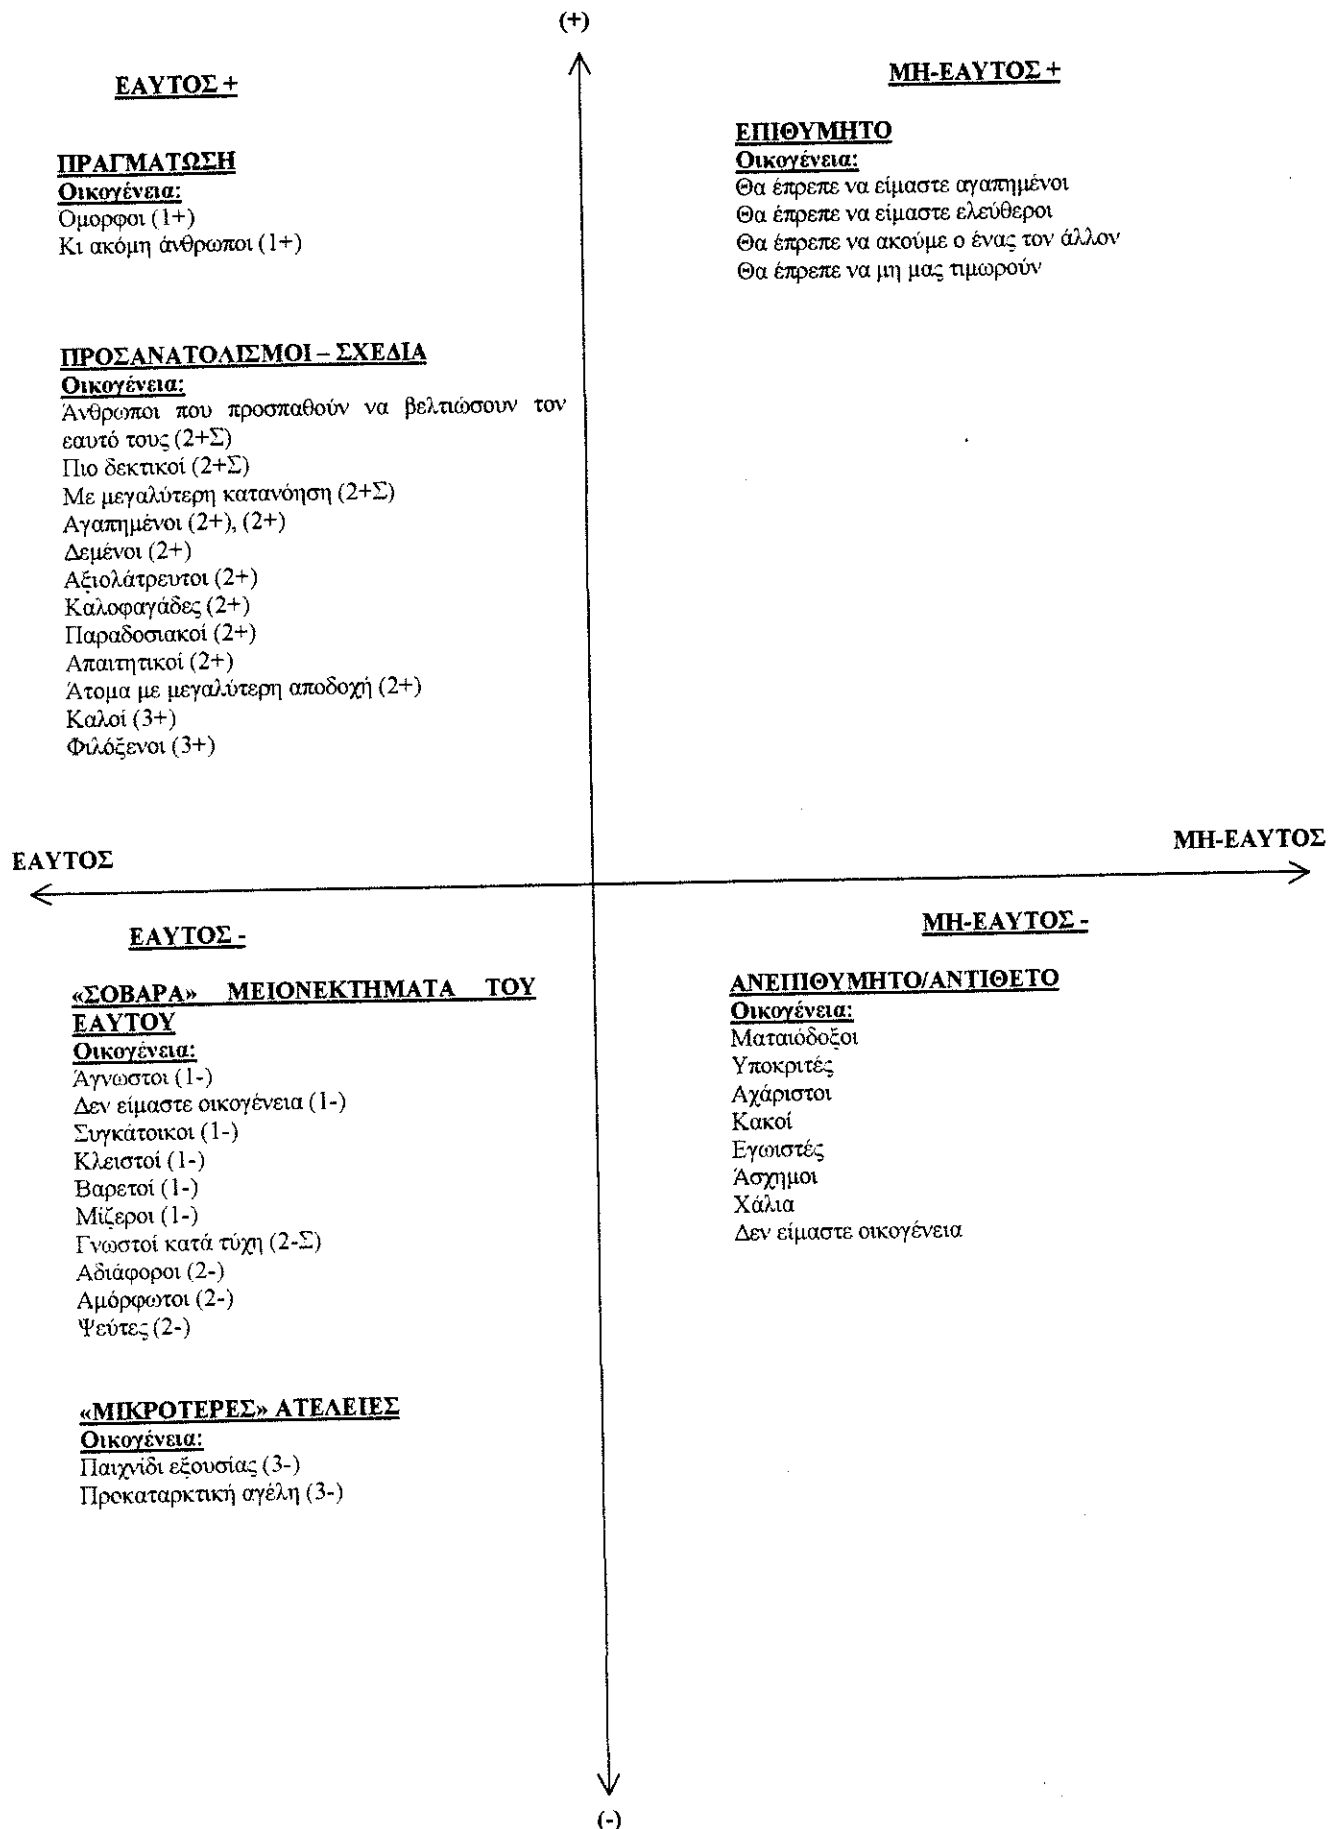 (+)
ΕΑΥΤΟΣ +
ΠΡΑΓΜΑΤΩΣΗ
Οικογένεια:
Όμορφοι (1+)
Κι ακόμη άνθρωποι (1+)
ΠΡΟΣΑΝΑΤΟΛΙΣΜΟΙ – ΣΧΕΔΙΑ
Οικογένεια:
Άνθρωποι που προσπαθούν να βελτιώσουν τον
εαυτό τους (2+Σ)
Πιο δεκτικοί (2+Σ)
Με μεγαλύτερη κατανόηση (2+Σ)
Αγαπημένοι (2+), (2+)
Δεμένοι (2+)
Αξιολάτρευτοι (2+)
Καλοφαγάδες (2+)
Παραδοσιακοί (2+)
Απαιτητικοί (2+)
Άτομα με μεγαλύτερη αποδοχή (2+)
Καλοί (3+)
Φιλόξενοι (3+)
ΜΗ-ΕΑΥΤΟΣ +
ΕΠΙΘΥΜΗΤΟ
Οικογένεια:
Θα έπρεπε να είμαστε αγαπημένοι
Θα έπρεπε να είμαστε ελεύθεροι
Θα έπρεπε να ακούμε ο ένας τον άλλον
Θα έπρεπε να μη μας τιμωρούν
ΕΑΥΤΟΣ
ΜΗ-ΕΑΥΤΟΣ
ΕΑΥΤΟΣ -
«ΣΟΒΑΡΑ» ΜΕΙΟΝΕΚΤΗΜΑΤΑ ΤΟΥ
ΕΑΥΤΟΥ
Οικογένεια:
Άγνωστοι (1-)
Δεν είμαστε οικογένεια (1-)
Συγκάτοικοι (1-)
Κλειστοί (1-)
Βαρετοί (1-)
Μίζεροι (1-)
Γνωστοί κατά τύχη (2-Σ)
Αδιάφοροι (2-)
Αμόρφωτοι (2-)
Ψεύτες (2-)
«ΜΙΚΡΟΤΕΡΕΣ» ΑΤΕΛΕΙΕΣ
Οικογένεια:
Παιχνίδι εξουσίας (3-)
Προκαταρκτική αγέλη (3-)
ΜΗ-ΕΑΥΤΟΣ -
ΑΝΕΠΙΘΥΜΗΤΟ/ΑΝΤΙΘΕΤΟ
Οικογένεια:
Ματαιόδοξοι
Υποκριτές
Αχάριστοι
Κακοί
Εγωιστές
Άσχημοι
Χάλια
Δεν είμαστε οικογένεια
(-)